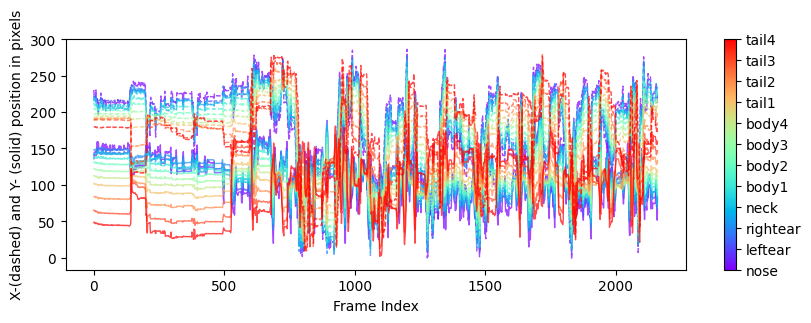 X-(dashed) and Y- (solid) position in pixels
300
250
200
150
100
50
0
0
500
1000
1500
2000
Frame Index
tail4
tail3
tail2
tail1
body4
body3
body2
body1
neck
rightear
leftear
nose